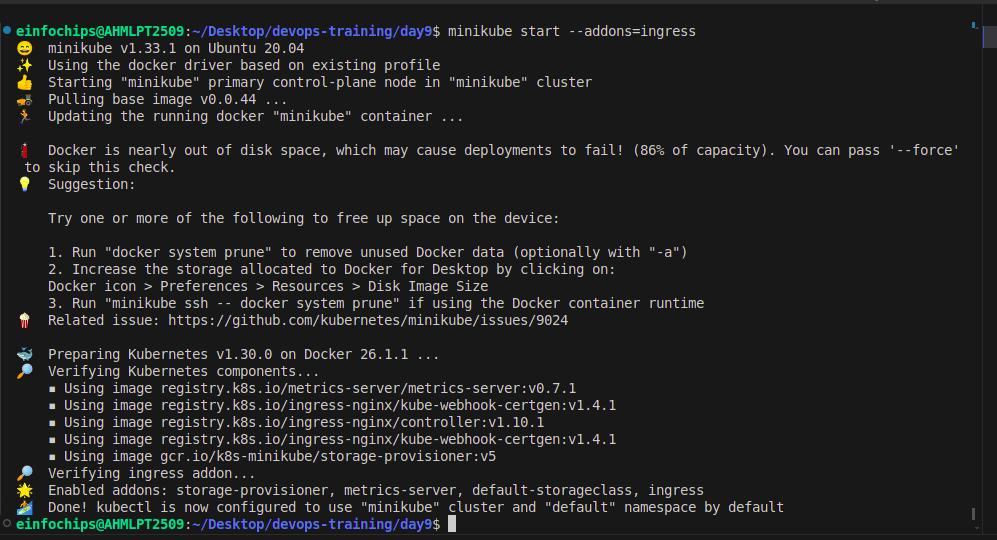 einfochips@AHMLPT2509:~/Desktop/devops-training/day9$ minikube start --addons=ingress
😄  minikube v1.33.1 on Ubuntu 20.04
✨  Using the docker driver based on existing profile
👍  Starting "minikube" primary control-plane node in "minikube" cluster
🚜  Pulling base image v0.0.44 ...
🏃  Updating the running docker "minikube" container ...
🧯  Docker is nearly out of disk space, which may cause deployments to fail! (86% of capacity). You can pass '--force'
to skip this check.
💡  Suggestion:
Try one or more of the following to free up space on the device:
1. Run "docker system prune" to remove unused Docker data (optionally with "-a")
2. Increase the storage allocated to Docker for Desktop by clicking on:
Docker icon > Preferences > Resources > Disk Image Size
3. Run "minikube ssh -- docker system prune" if using the Docker container runtime
🍿  Related issue: https://github.com/kubernetes/minikube/issues/9024
🐳  Preparing Kubernetes v1.30.0 on Docker 26.1.1 ...
🔎  Verifying Kubernetes components...
▪ Using image registry.k8s.io/metrics-server/metrics-server:v0.7.1
▪ Using image registry.k8s.io/ingress-nginx/kube-webhook-certgen:v1.4.1
▪ Using image registry.k8s.io/ingress-nginx/controller:v1.10.1
▪ Using image registry.k8s.io/ingress-nginx/kube-webhook-certgen:v1.4.1
▪ Using image gcr.io/k8s-minikube/storage-provisioner:v5
🔎  Verifying ingress addon...
🌟  Enabled addons: storage-provisioner, metrics-server, default-storageclass, ingress
🏄  Done! kubectl is now configured to use "minikube" cluster and "default" namespace by default
einfochips@AHMLPT2509:~/Desktop/devops-training/day9$